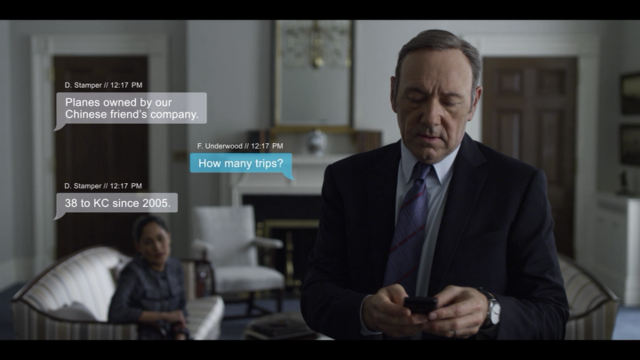 D. Stamper // 12:17 PM
Planes owned by our
Chinese friend's company.
F. Underwood // 12:17 PM
How many trips?
D. Stamper // 12:17 PM
38 to KC since 2005.